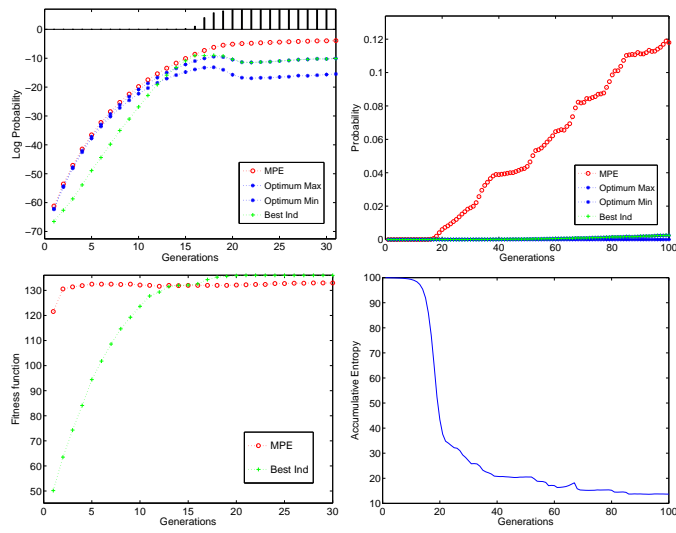 0
−10
−20
−30
−40
−50
−60
−70
Log Probability
0 5 10 15 20 25 30
Generations
MPE
Optimum Max
Optimum Min
Best Ind
0.12
0.1
0.08
0.06
0.04
0.02
0
Probability
0 20 40 60 80 100
Generations
MPE
Optimum Max
Optimum Min
Best Ind
130
120
110
100
90
80
70
60
50
Fitness function
0 5 10 15 20 25 30
Generations
MPE
Best Ind
100
90
80
70
60
50
40
30
20
10
Accumulative Entropy
0 20 40 60 80 100
Generations